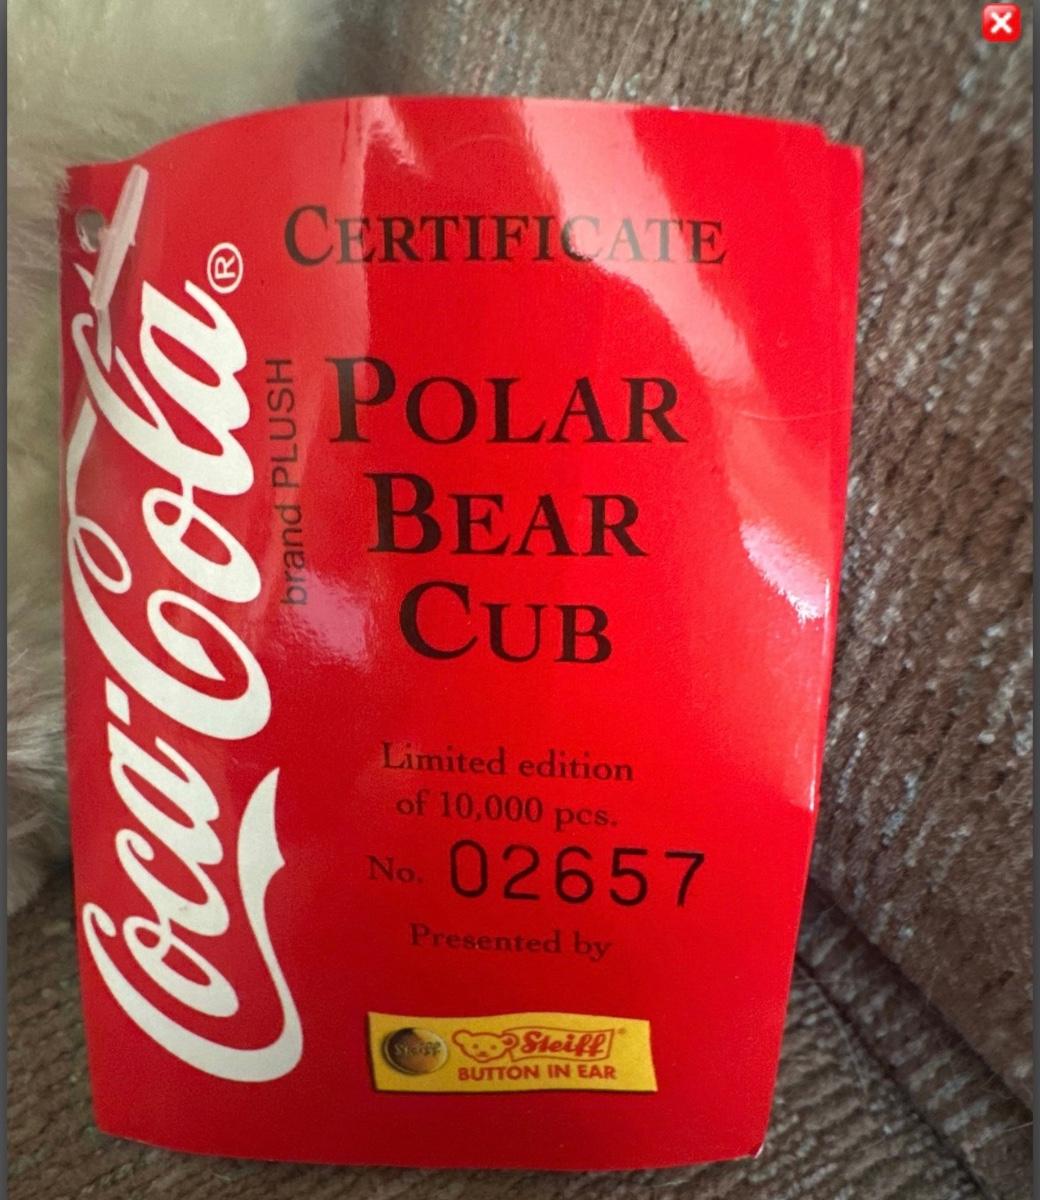 Coca-Cola®
brand PLUSH
CERTIFICATE
POLAR
BEAR
CUB
Limited edition
of 10,000 pcs.
No. 02657
Presented by
Steiff
Steiff®
BUTTON IN EAR